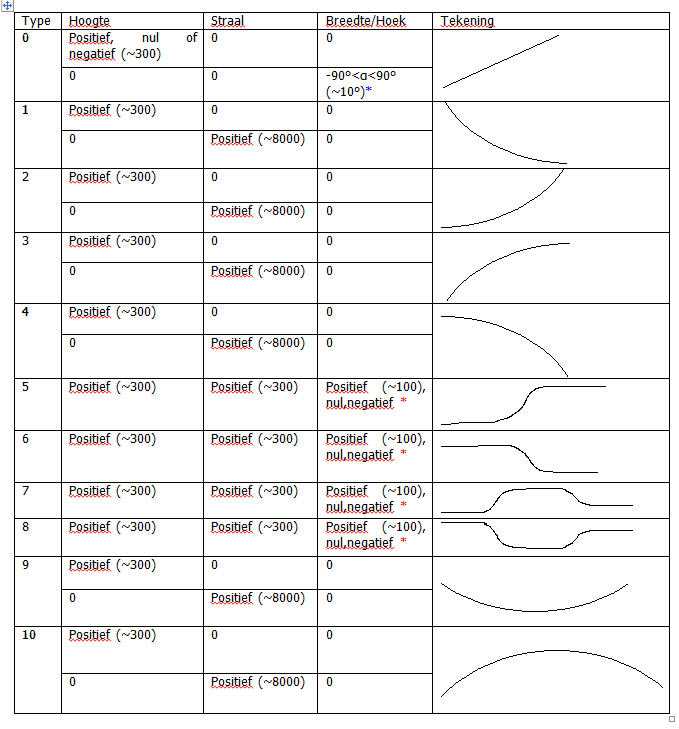 Type Hoogte Straal Breedte/Hoek Tekening
0 Positief, nul of 0 0
negatief (~300)
0 0 -90°<α<90°
(~10°)*
1 Positief (~300) 0 0
0 Positief (~8000) 0
2 Positief (~300) 0 0
0 Positief (~8000) 0
3 Positief (~300) 0 0
0 Positief (~8000) 0
4 Positief (~300) 0 0
0 Positief (~8000) 0
5 Positief (~300) Positief (~300) Positief (~100),
nul,negatief *
6 Positief (~300) Positief (~300) Positief (~100),
nul,negatief *
7 Positief (~300) Positief (~300) Positief (~100),
nul,negatief *
8 Positief (~300) Positief (~300) Positief (~100),
nul,negatief *
9 Positief (~300) 0 0
0 Positief (~8000) 0
10 Positief (~300) 0 0
0 Positief (~8000) 0